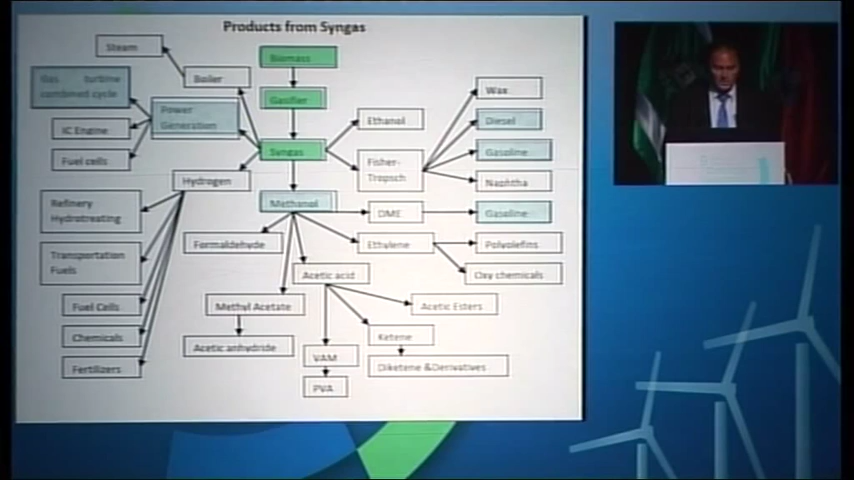 Products from Syngas
Steam
Biomass
Boiler
Gas turbine
combined cycle
Wax
Gasifier
Power
Generation
Ethanol
Diesel
IC Engine
Syngas
Gasoline
Fuel cells
Fisher-
Tropsch
Hydrogen
Naphtha
Refinery
Hydrotreating
Methanol
DME
Gasoline
Formaldehyde
Ethylene
Polyolefins
Transportation
Fuels
Acetic acid
Oxy chemicals
Fuel Cells
Methyl Acetate
Acetic Esters
Chemicals
Ketene
Acetic anhydride
VAM
Diketene &Derivatives
Fertilizers
PVA